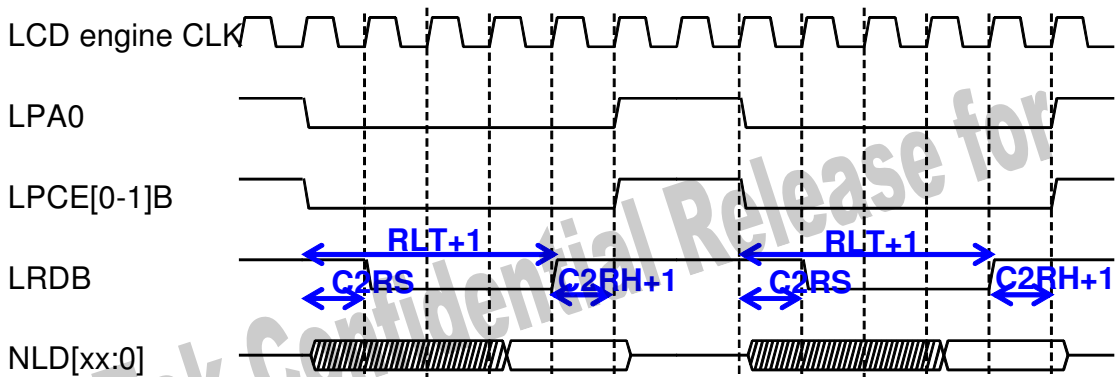 LCD engine CLK
LPA0
LPCE[0-1]B
RLT+1 RLT+1
LRDB
C2RS C2RH+1 C2RS C2RH+1
NLD[xx:0]
Confidential Release for